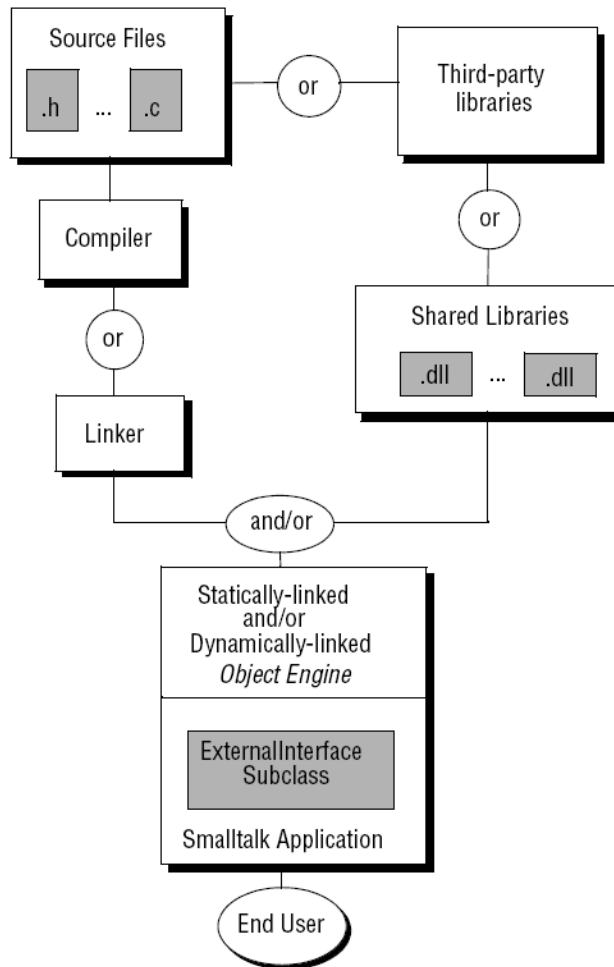 Source Files
.h ... .c
or
Third-party
libraries
or
Compiler
or
Shared Libraries
.dll ... .dll
Linker
and/or
Statically-linked
and/or
Dynamically-linked
Object Engine
ExternalInterface
Subclass
Smalltalk Application
End User